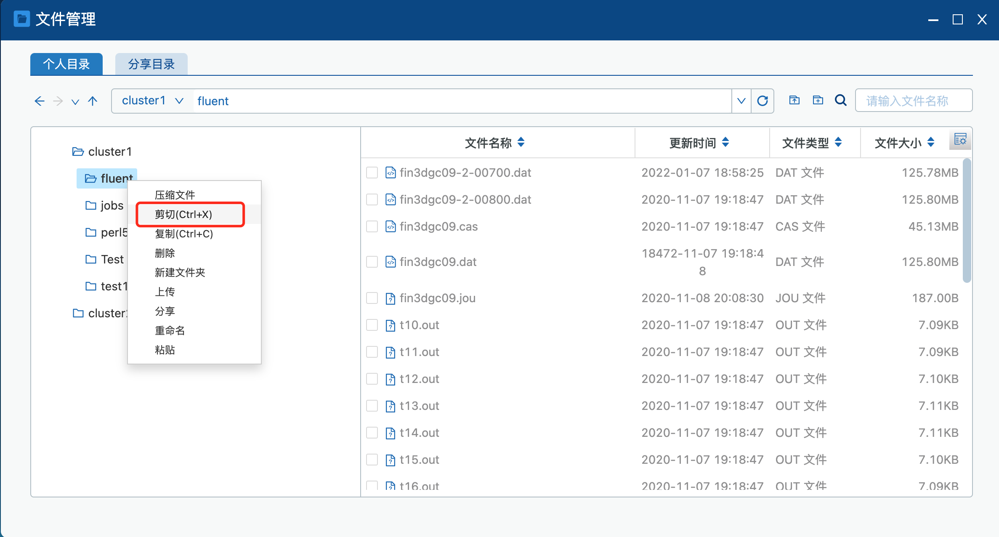 文件管理
个人目录
分享目录
cluster1
fluent
请输入文件名称
cluster1
fluent
jobs
perl5
Test
test1
cluster
压缩文件
剪切(Ctrl+X)
复制(Ctrl+C)
删除
新建文件夹
上传
分享
重命名
粘贴
文件名称 更新时间 文件类型 文件大小
fin3dgc09-2-00700.dat 2022-01-07 18:58:25 DAT 文件 125.78MB
fin3dgc09-2-00800.dat 2020-11-07 19:18:47 DAT 文件 125.80MB
fin3dgc09.cas 2020-11-07 19:18:47 CAS 文件 45.13MB
fin3dgc09.dat 18472-11-07 19:18:4 DAT 文件 125.80MB
8
fin3dgc09.jou 2020-11-08 20:08:30 JOU 文件 187.00B
t10.out 2020-11-07 19:18:47 OUT 文件 7.09KB
t11.out 2020-11-07 19:18:47 OUT 文件 7.09KB
t12.out 2020-11-07 19:18:47 OUT 文件 7.10KB
t13.out 2020-11-07 19:18:47 OUT 文件 7.11KB
t14.out 2020-11-07 19:18:47 OUT 文件 7.11KB
t15.out 2020-11-07 19:18:47 OUT 文件 7.10KB
t16.out 2020-11-07 19:18:47 OUT 文件 7.09KB